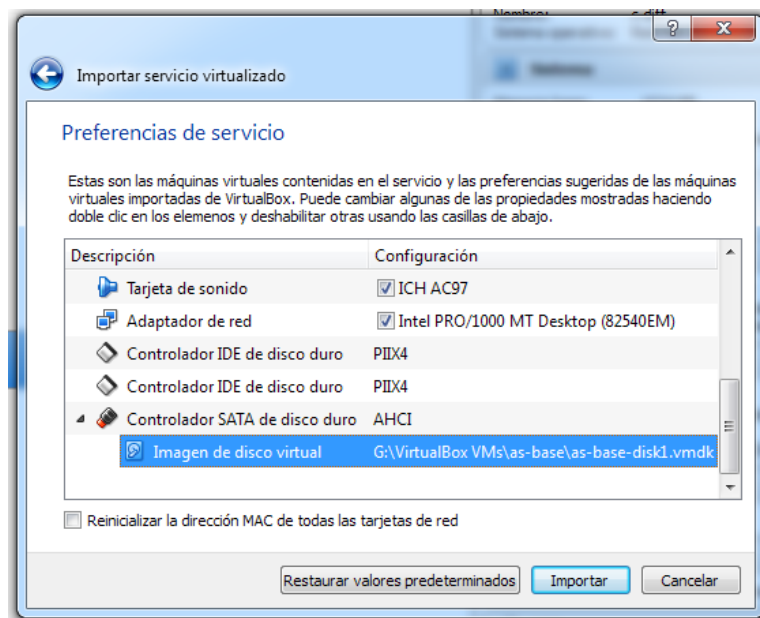 Nombre:
Importar servicio virtualizado
Preferencias de servicio
Estas son las máquinas virtuales contenidas en el servicio y las preferencias sugeridas de las máquinas
virtuales importadas de VirtualBox. Puede cambiar algunas de las propiedades mostradas haciendo
doble clic en los elemenos y deshabilitar otras usando las casillas de abajo.
Descripción Configuración
Tarjeta de sonido ICH AC97
Adaptador de red Intel PRO/1000 MT Desktop (82540EM)
Controlador IDE de disco duro PIIX4
Controlador IDE de disco duro PIIX4
Controlador SATA de disco duro AHCI
Imagen de disco virtual G:\VirtualBox VMs\as-base\as-base-disk1.vmdk
Reinicializar la dirección MAC de todas las tarjetas de red
Restaurar valores predeterminados Importar Cancelar